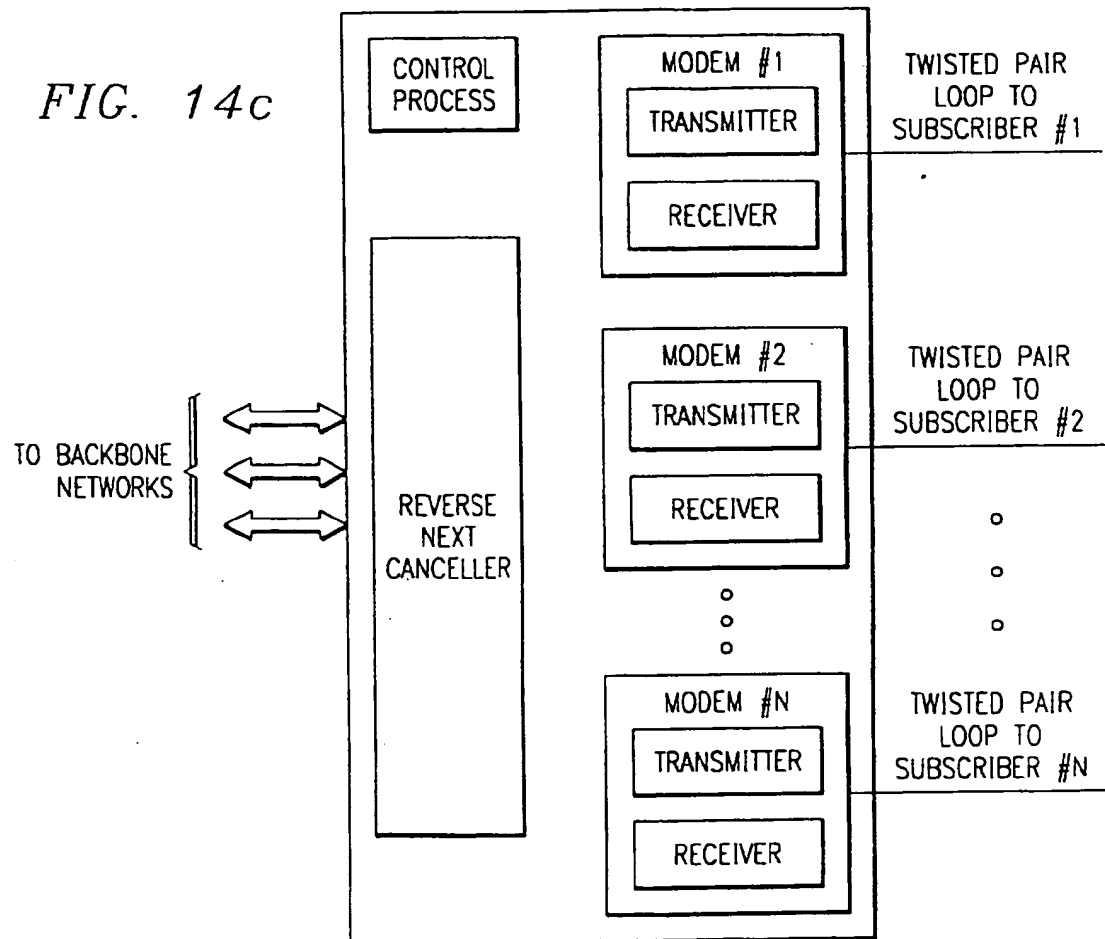 FIG. 14c
CONTROL
PROCESS
REVERSE
NEXT
CANCELLER
TO BACKBONE
NETWORKS
MODEM #1
TRANSMITTER
RECEIVER
TWISTED PAIR
LOOP TO
SUBSCRIBER #1
MODEM #2
TRANSMITTER
RECEIVER
TWISTED PAIR
LOOP TO
SUBSCRIBER #2
MODEM #N
TRANSMITTER
RECEIVER
TWISTED PAIR
LOOP TO
SUBSCRIBER #N